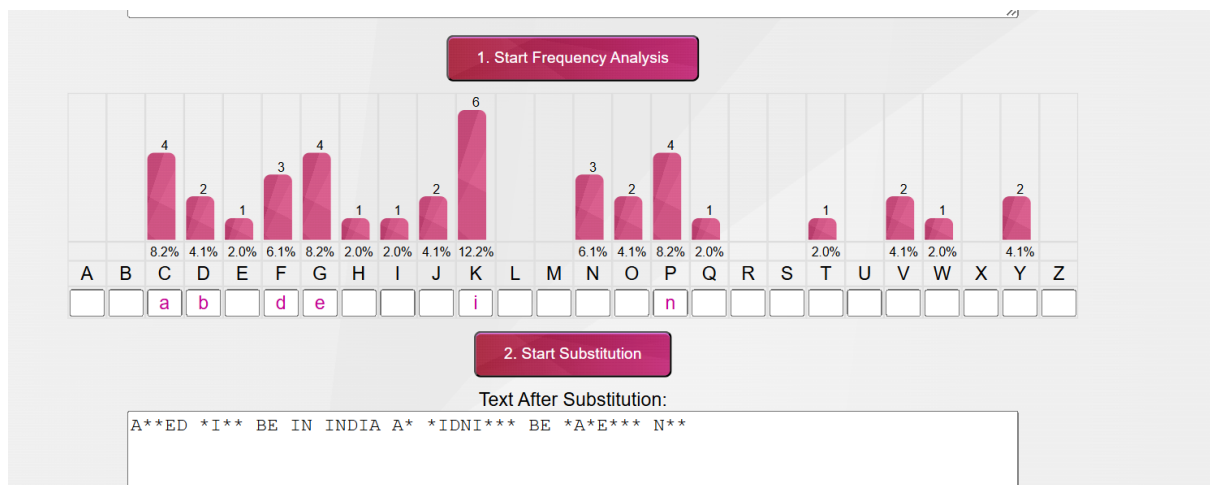 1. Start Frequency Analysis
6
4 4 4
3 3
2 2 2 2 2
1 1 1 1 1 1
8.2% 4.1% 2.0% 6.1% 8.2% 2.0% 2.0% 4.1% 12.2% 6.1% 4.1% 8.2% 2.0% 2.0% 4.1% 2.0% 4.1%
A B C D E F G H I J K L M N O P Q R S T U V W X Y Z
a b d e i n
2. Start Substitution
Text After Substitution:
A**ED *I** BE IN INDIA A* *IDNI*** BE *A*E*** N**